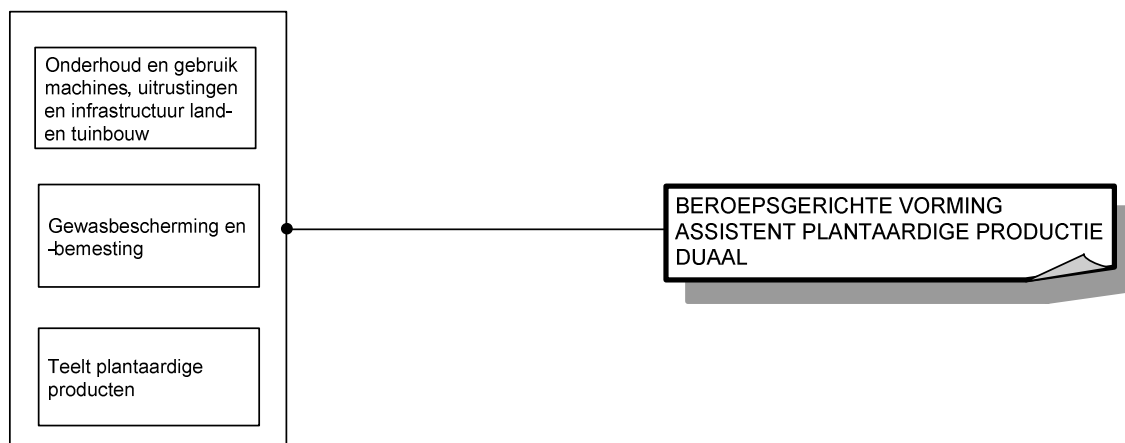 Onderhoud en gebruik
machines, uitrustingen
en infrastructuur land-
en tuinbouw
Gewasbescherming en
-bemesting
Teelt plantaardige
producten
BEROEPSGERICHTE VORMING
ASSISTENT PLANTAARDIGE PRODUCTIE
DUAAL